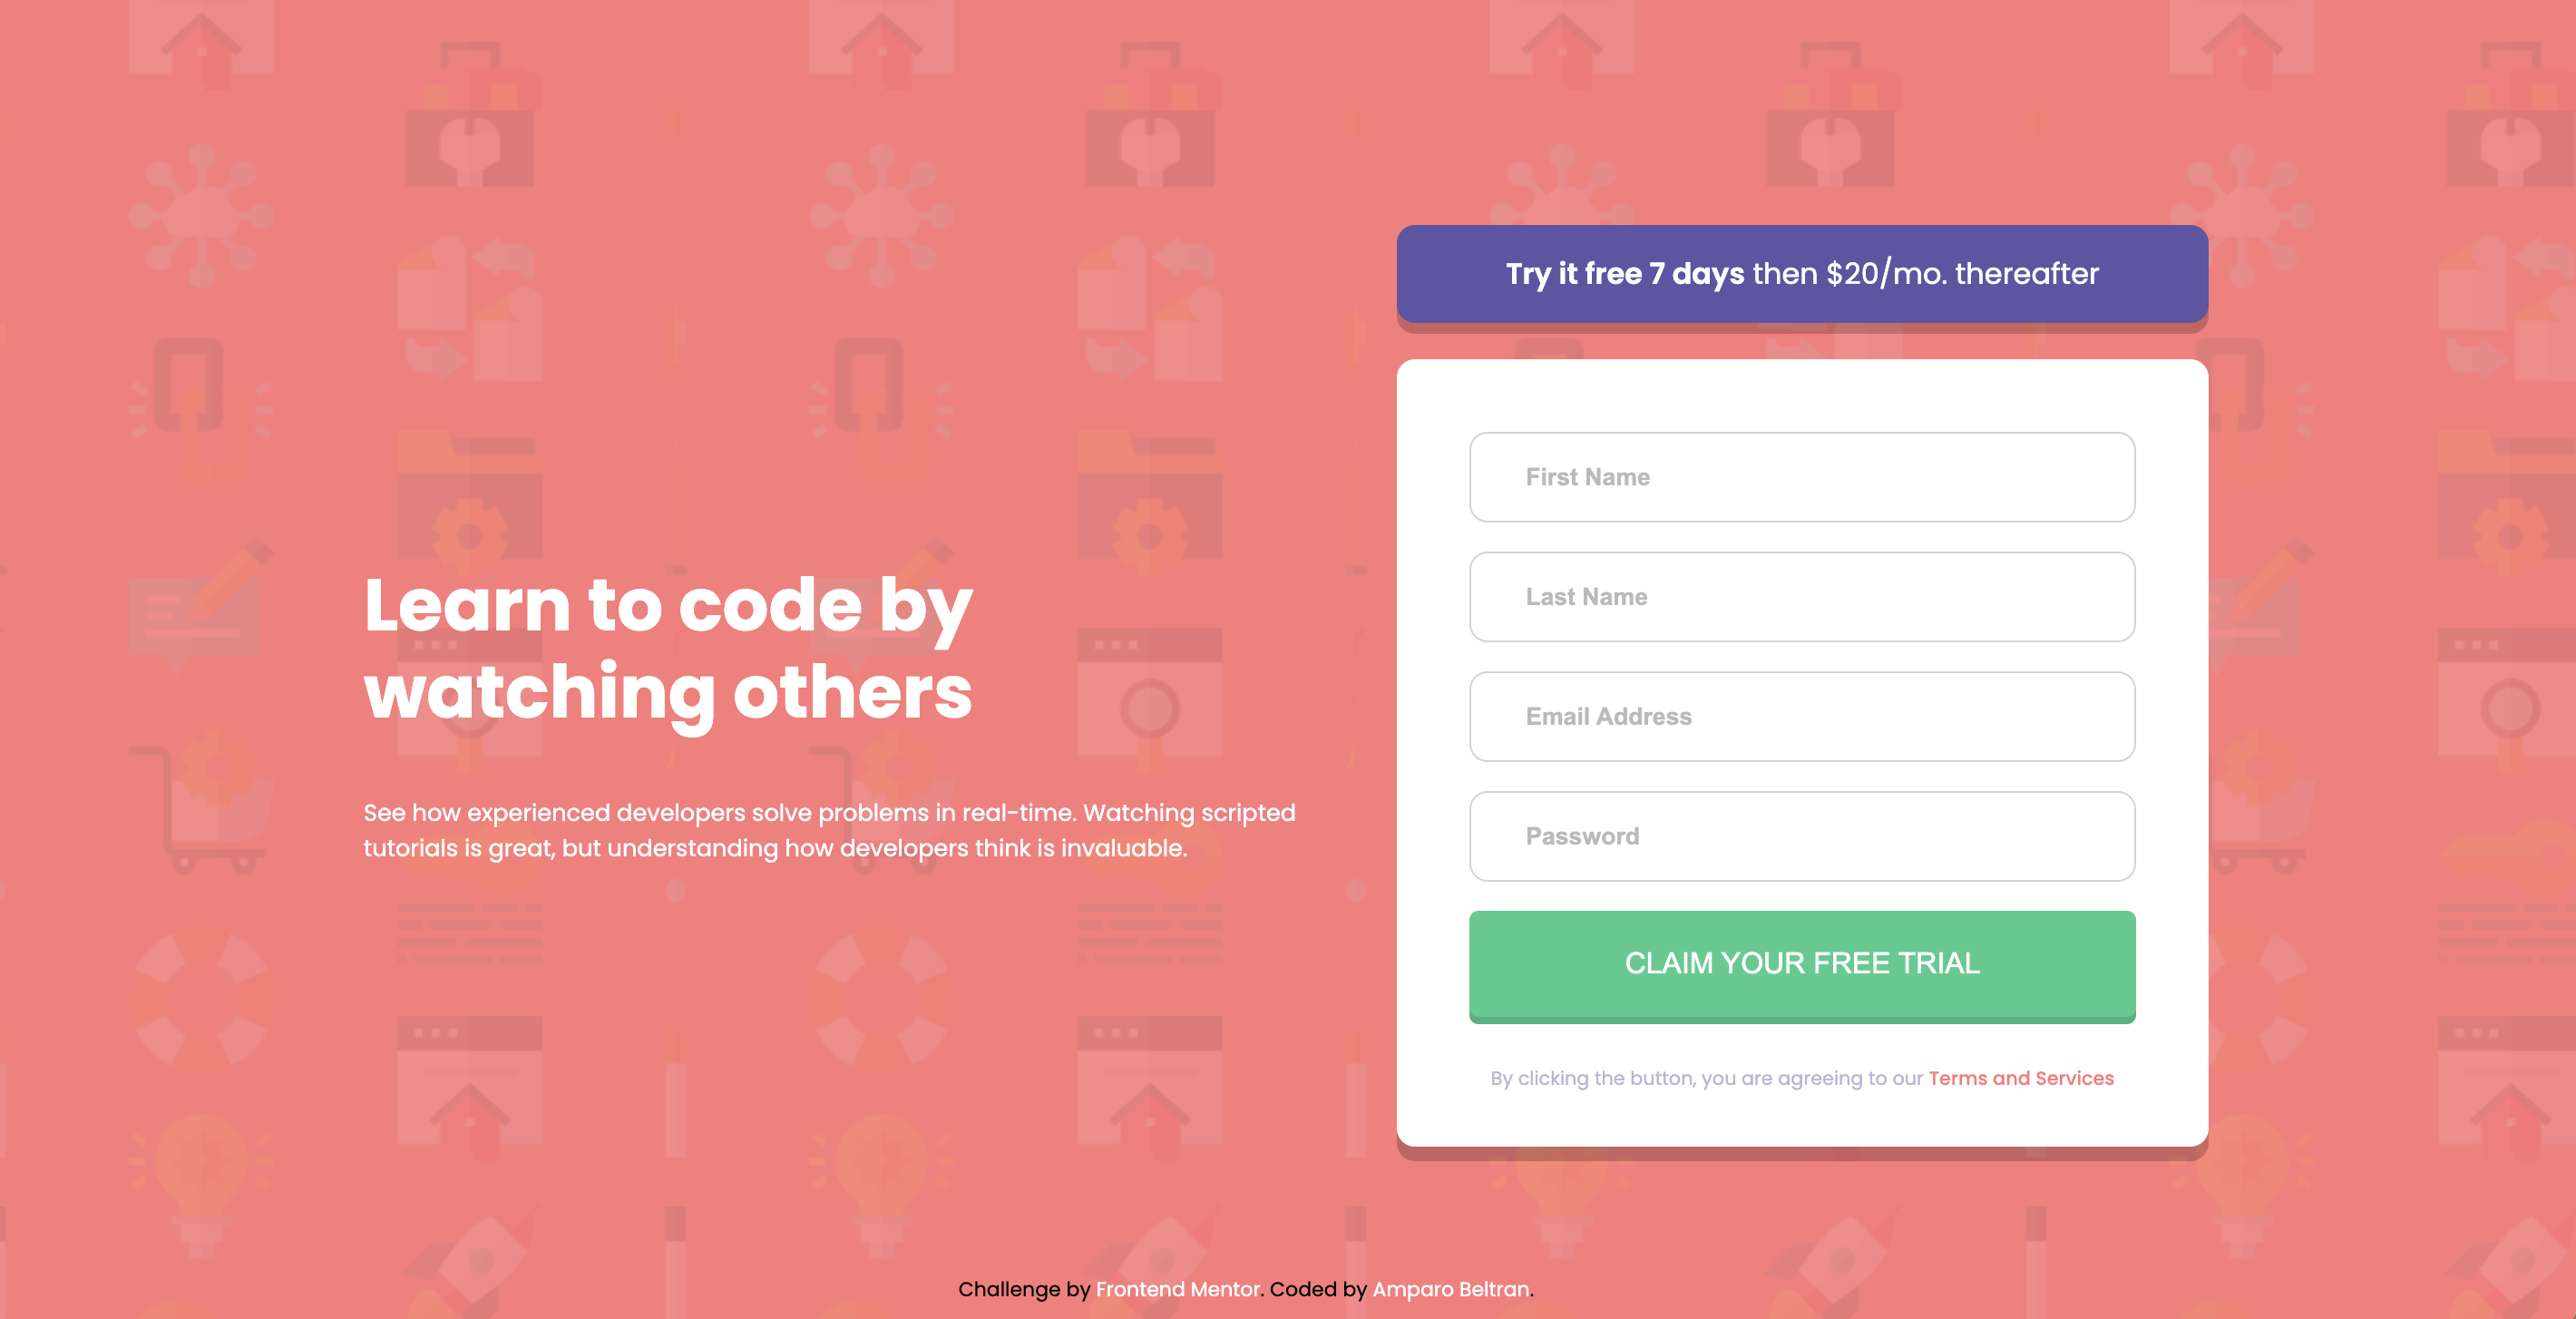 Learn to code by
watching others
See how experienced developers solve problems in real-time. Watching scripted
tutorials is great, but understanding how developers think is invaluable.
Try it free 7 days then $20/mo. thereafter
First Name
Last Name
Email Address
Password
CLAIM YOUR FREE TRIAL
By clicking the button, you are agreeing to our Terms and Services
Challenge by Frontend Mentor. Coded by Amparo Beltran.